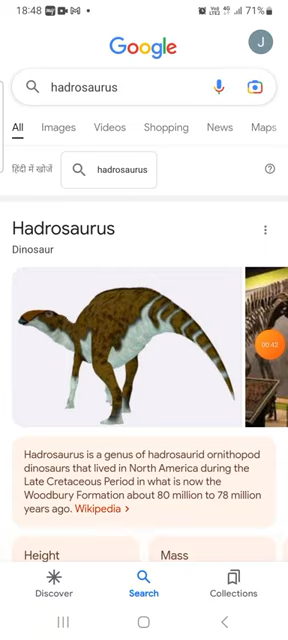 18:48
71%
Google
J
hadrosaurus
All Images Videos Shopping News Maps
हिंदी में खोजें
hadrosaurus
Hadrosaurus
Dinosaur
00:42
Hadrosaurus is a genus of hadrosaurid ornithopod
dinosaurs that lived in North America during the
Late Cretaceous Period in what is now the
Woodbury Formation about 80 million to 78 million
years ago. Wikipedia
Height Mass
Discover Search Collections